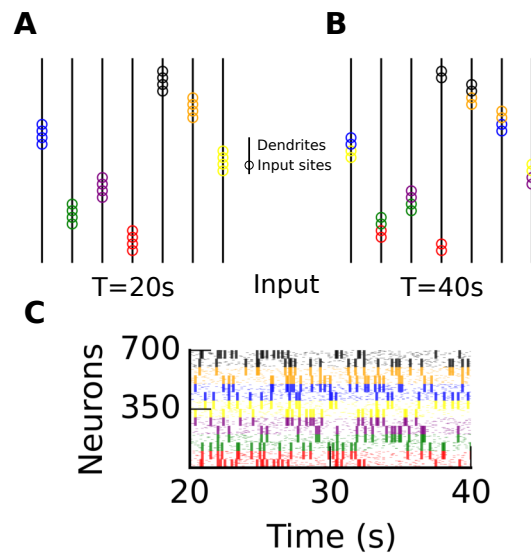 A
B
Dendrites
Input sites
T=20s
Input
T=40s
C
700
350
Neurons
20
30
40
Time (s)